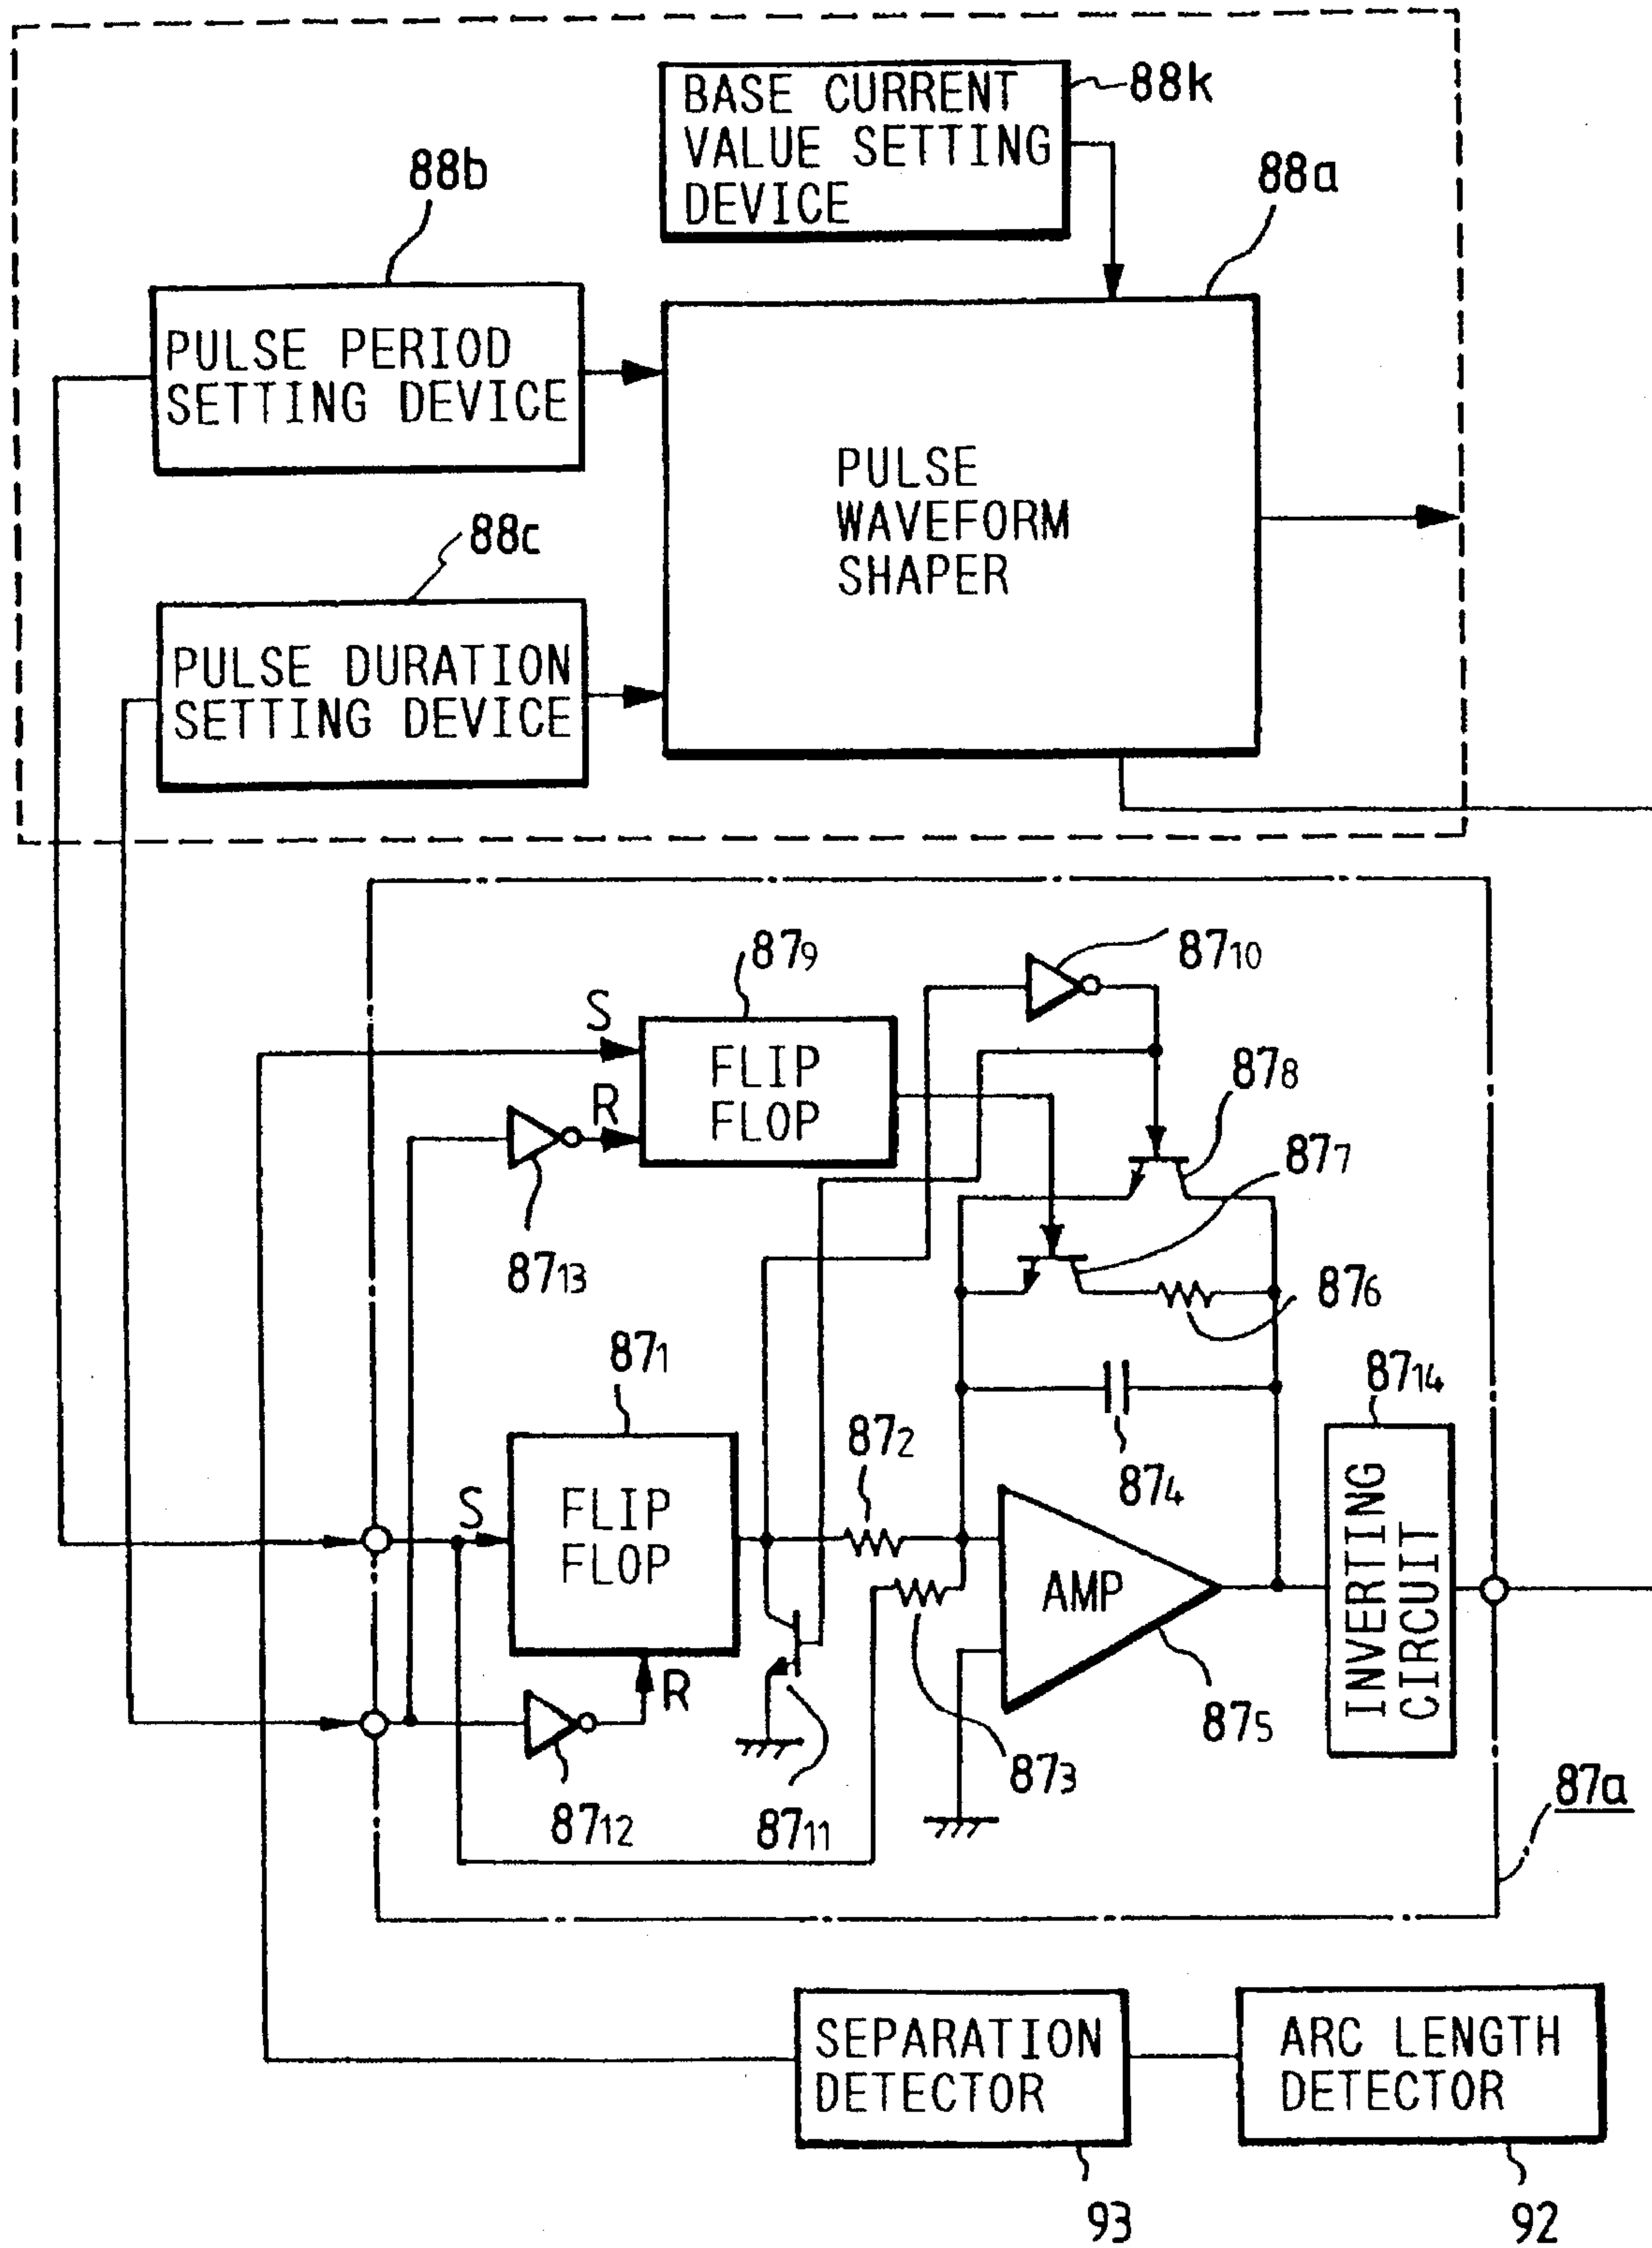 BASE CURRENT
VALUE SETTING
DEVICE
88k
88b
88a
PULSE PERIOD
SETTING DEVICE
PULSE
WAVEFORM
SHAPER
88c
PULSE DURATION
SETTING DEVICE
879
8710
S
FLIP
FLOP
R
878
877
8713
876
871
8714
872
874
S
FLIP
FLOP
AMP
INVERTING
CIRCUIT
R
875
873
8712
8711
87a
SEPARATION
DETECTOR
ARC LENGTH
DETECTOR
93
92